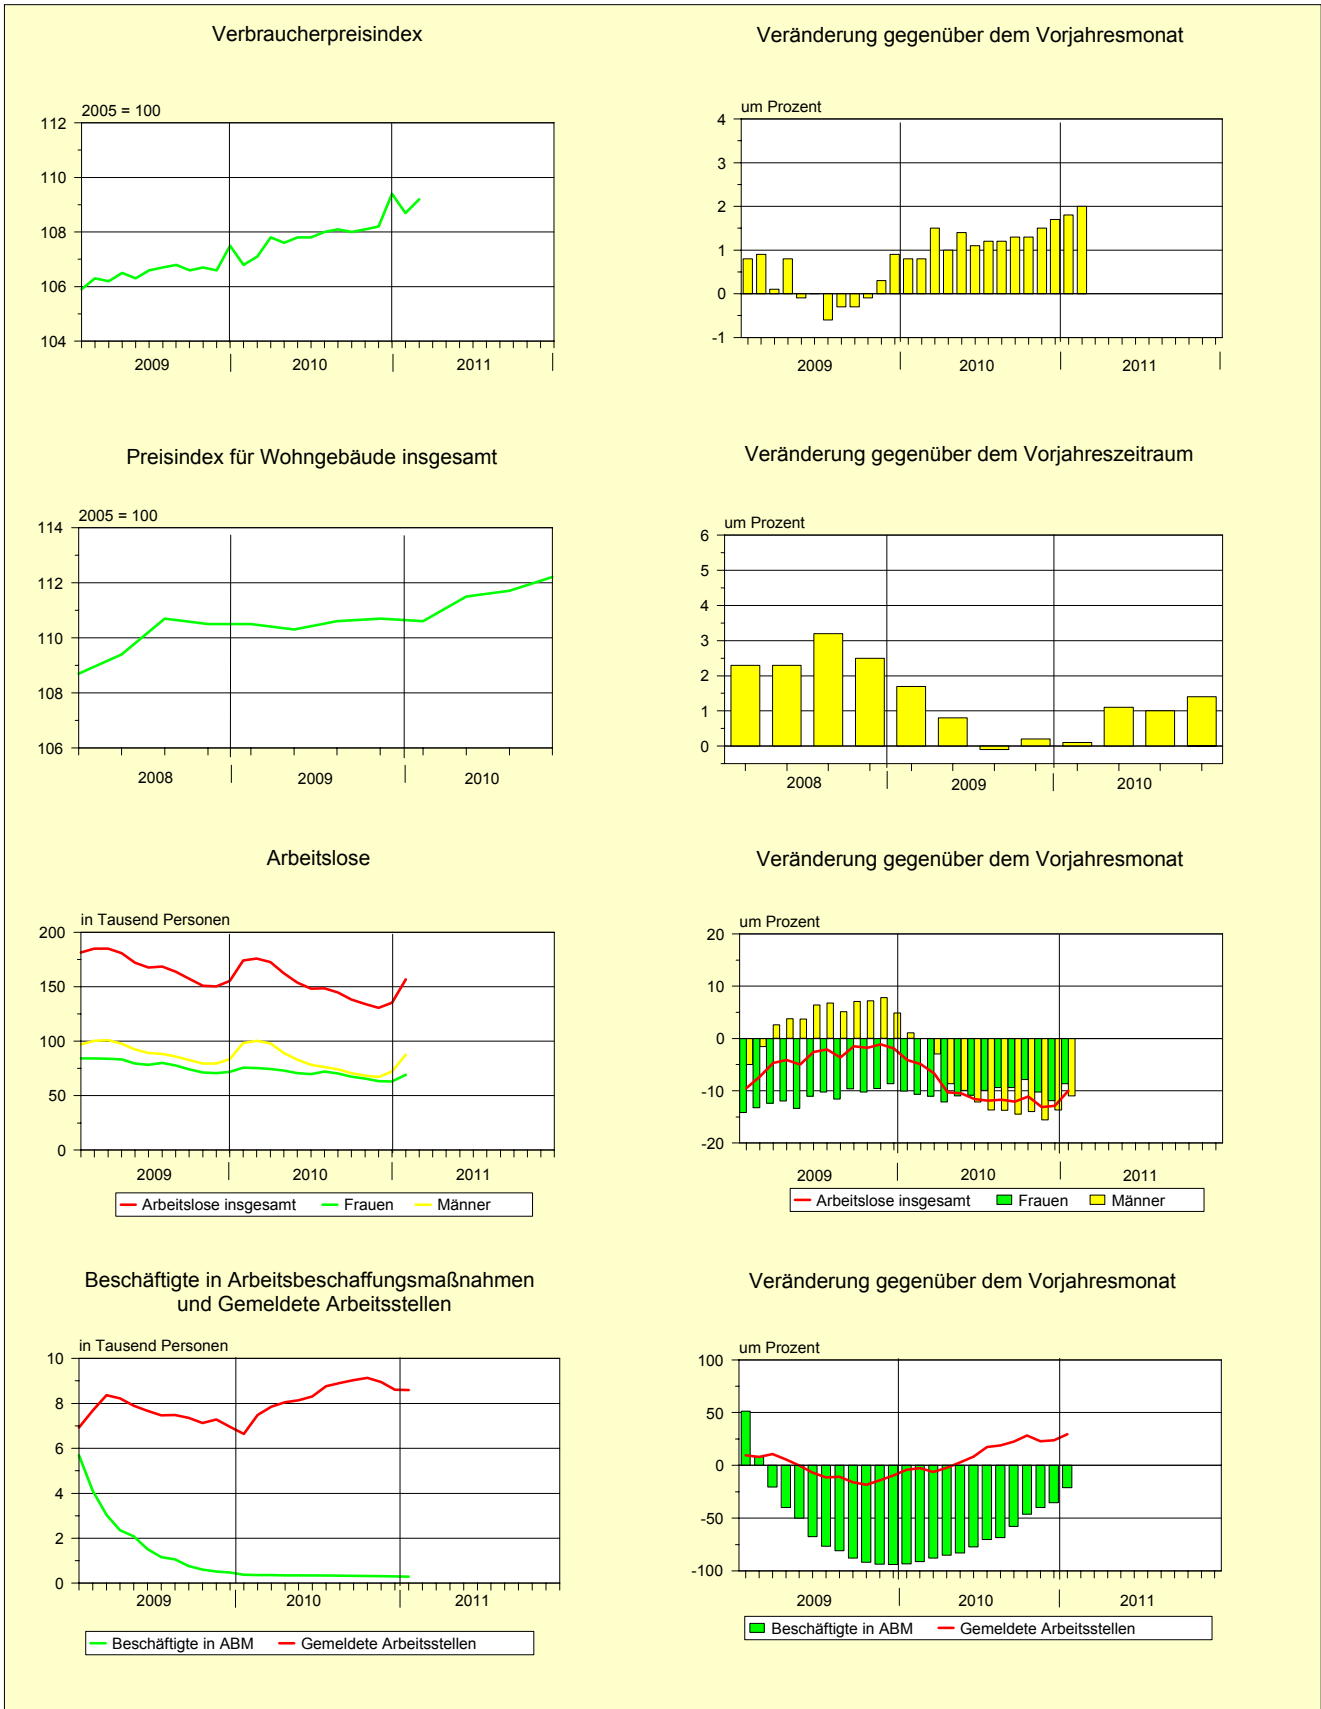 Verbraucherpreisindex
2005 = 100
112
110
108
106
104
2009 2010 2011
Veränderung gegenüber dem Vorjahresmonat
um Prozent
4
3
2
1
0
-1
2009 2010 2011
Preisindex für Wohngebäude insgesamt
2005 = 100
114
112
110
108
106
2008 2009 2010
Veränderung gegenüber dem Vorjahreszeitraum
um Prozent
6
5
4
3
2
1
0
2008 2009 2010
Arbeitslose
in Tausend Personen
200
150
100
50
0
2009 2010 2011
Arbeitslose insgesamt Frauen Männer
Veränderung gegenüber dem Vorjahresmonat
um Prozent
20
10
0
-10
-20
2009 2010 2011
Arbeitslose insgesamt Frauen Männer
Beschäftigte in Arbeitsbeschaffungsmaßnahmen
und Gemeldete Arbeitsstellen
in Tausend Personen
10
8
6
4
2
0
2009 2010 2011
Beschäftigte in ABM Gemeldete Arbeitsstellen
Veränderung gegenüber dem Vorjahresmonat
um Prozent
100
50
0
-50
-100
2009 2010 2011
Beschäftigte in ABM Gemeldete Arbeitsstellen